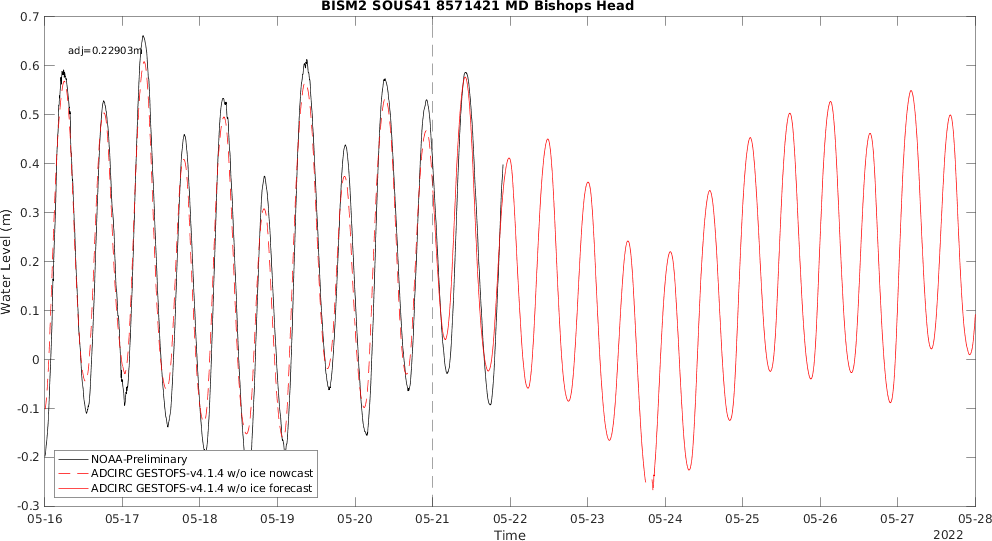 BISM2 SOUS41 8571421 MD Bishops Head
adj=0.22903m
Water Level (m)
0.7
0.6
0.5
0.4
0.3
0.2
0.1
0
-0.1
-0.2
-0.3
NOAA-Preliminary
ADCIRC GESTOFS-v4.1.4 w/o ice nowcast
ADCIRC GESTOFS-v4.1.4 w/o ice forecast
05-16 05-17 05-18 05-19 05-20 05-21 05-22 05-23 05-24 05-25 05-26 05-27 05-28
Time
2022